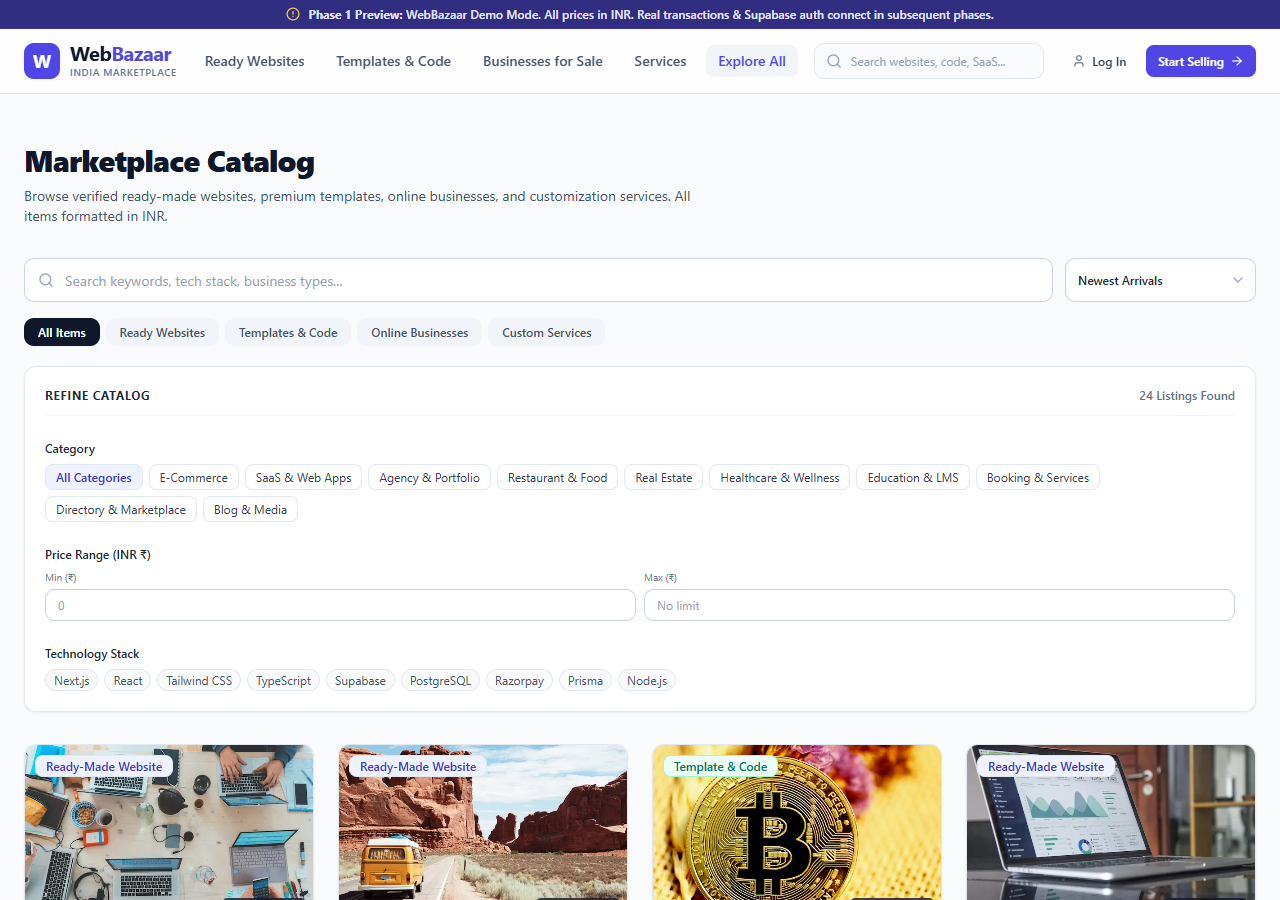 Phase 1 Preview: WebBazaar Demo Mode. All prices in INR. Real transactions & Supabase auth connect in subsequent phases.
W
WebBazaar
INDIA MARKETPLACE
Ready Websites
Templates & Code
Businesses for Sale
Services
Explore All
Search websites, code, SaaS...
Log In
Start Selling
Marketplace Catalog
Browse verified ready-made websites, premium templates, online businesses, and customization services. All
items formatted in INR.
Search keywords, tech stack, business types...
Newest Arrivals
All Items
Ready Websites
Templates & Code
Online Businesses
Custom Services
REFINE CATALOG
24 Listings Found
Category
All Categories
E-Commerce
SaaS & Web Apps
Agency & Portfolio
Restaurant & Food
Real Estate
Healthcare & Wellness
Education & LMS
Booking & Services
Directory & Marketplace
Blog & Media
Price Range (INR ₹)
Min (₹)
Max (₹)
0
No limit
Technology Stack
Next.js
React
Tailwind CSS
TypeScript
Supabase
PostgreSQL
Razorpay
Prisma
Node.js
Ready-Made Website
Ready-Made Website
Template & Code
Ready-Made Website